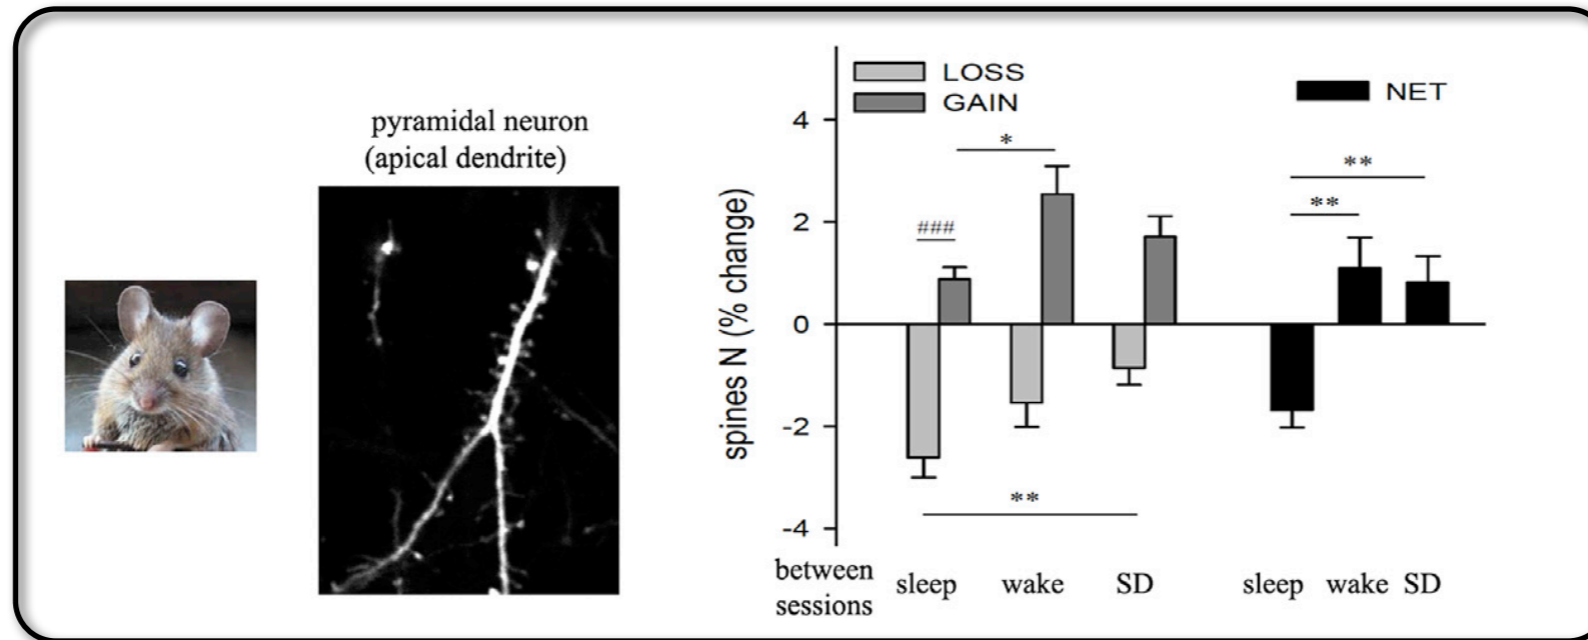 pyramidal neuron
(apical dendrite)
LOSS
GAIN
NET
spines N (% change)
4
2
0
-2
-4
*
###
**
**
**
between
sessions
sleep wake SD
sleep wake SD